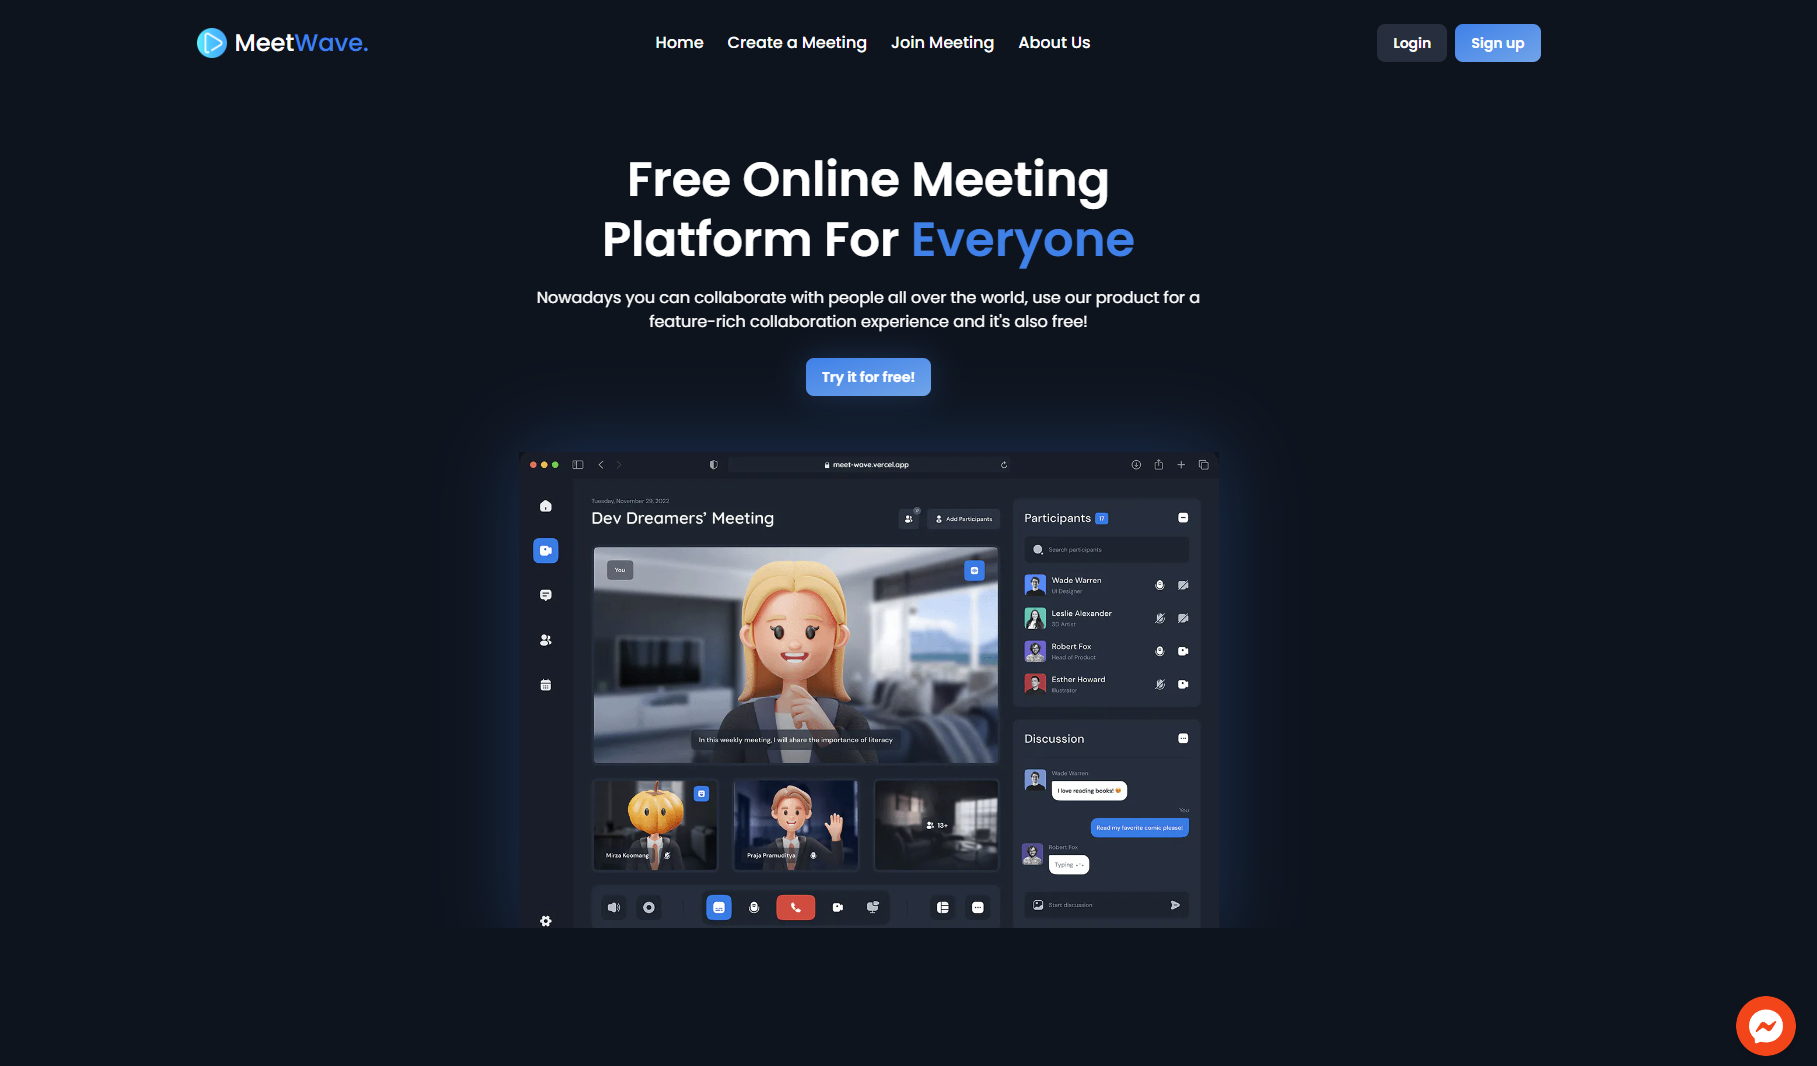 MeetWave.
Home
Create a Meeting
Join Meeting
About Us
Login
Sign up
Free Online Meeting
Platform For Everyone
Nowadays you can collaborate with people all over the world, use our product for a
feature-rich collaboration experience and it's also free!
Try it for free!
meet-wave.vercel.app
Tuesday, November 29, 2022
Dev Dreamers' Meeting
Add Participants
You
In this weekly meeting, I will share the importance of literacy
Mirza Keomang
Praja Pramuditya
13+
Participants 17
Search participants
Wade Warren
UI Designer
Leslie Alexander
3D Artist
Robert Fox
Head of Product
Esther Howard
Illustrator
Discussion
Wade Warren
I love reading books! 😍
You
Read my favorite comic please!
Robert Fox
Typing
Start discussion